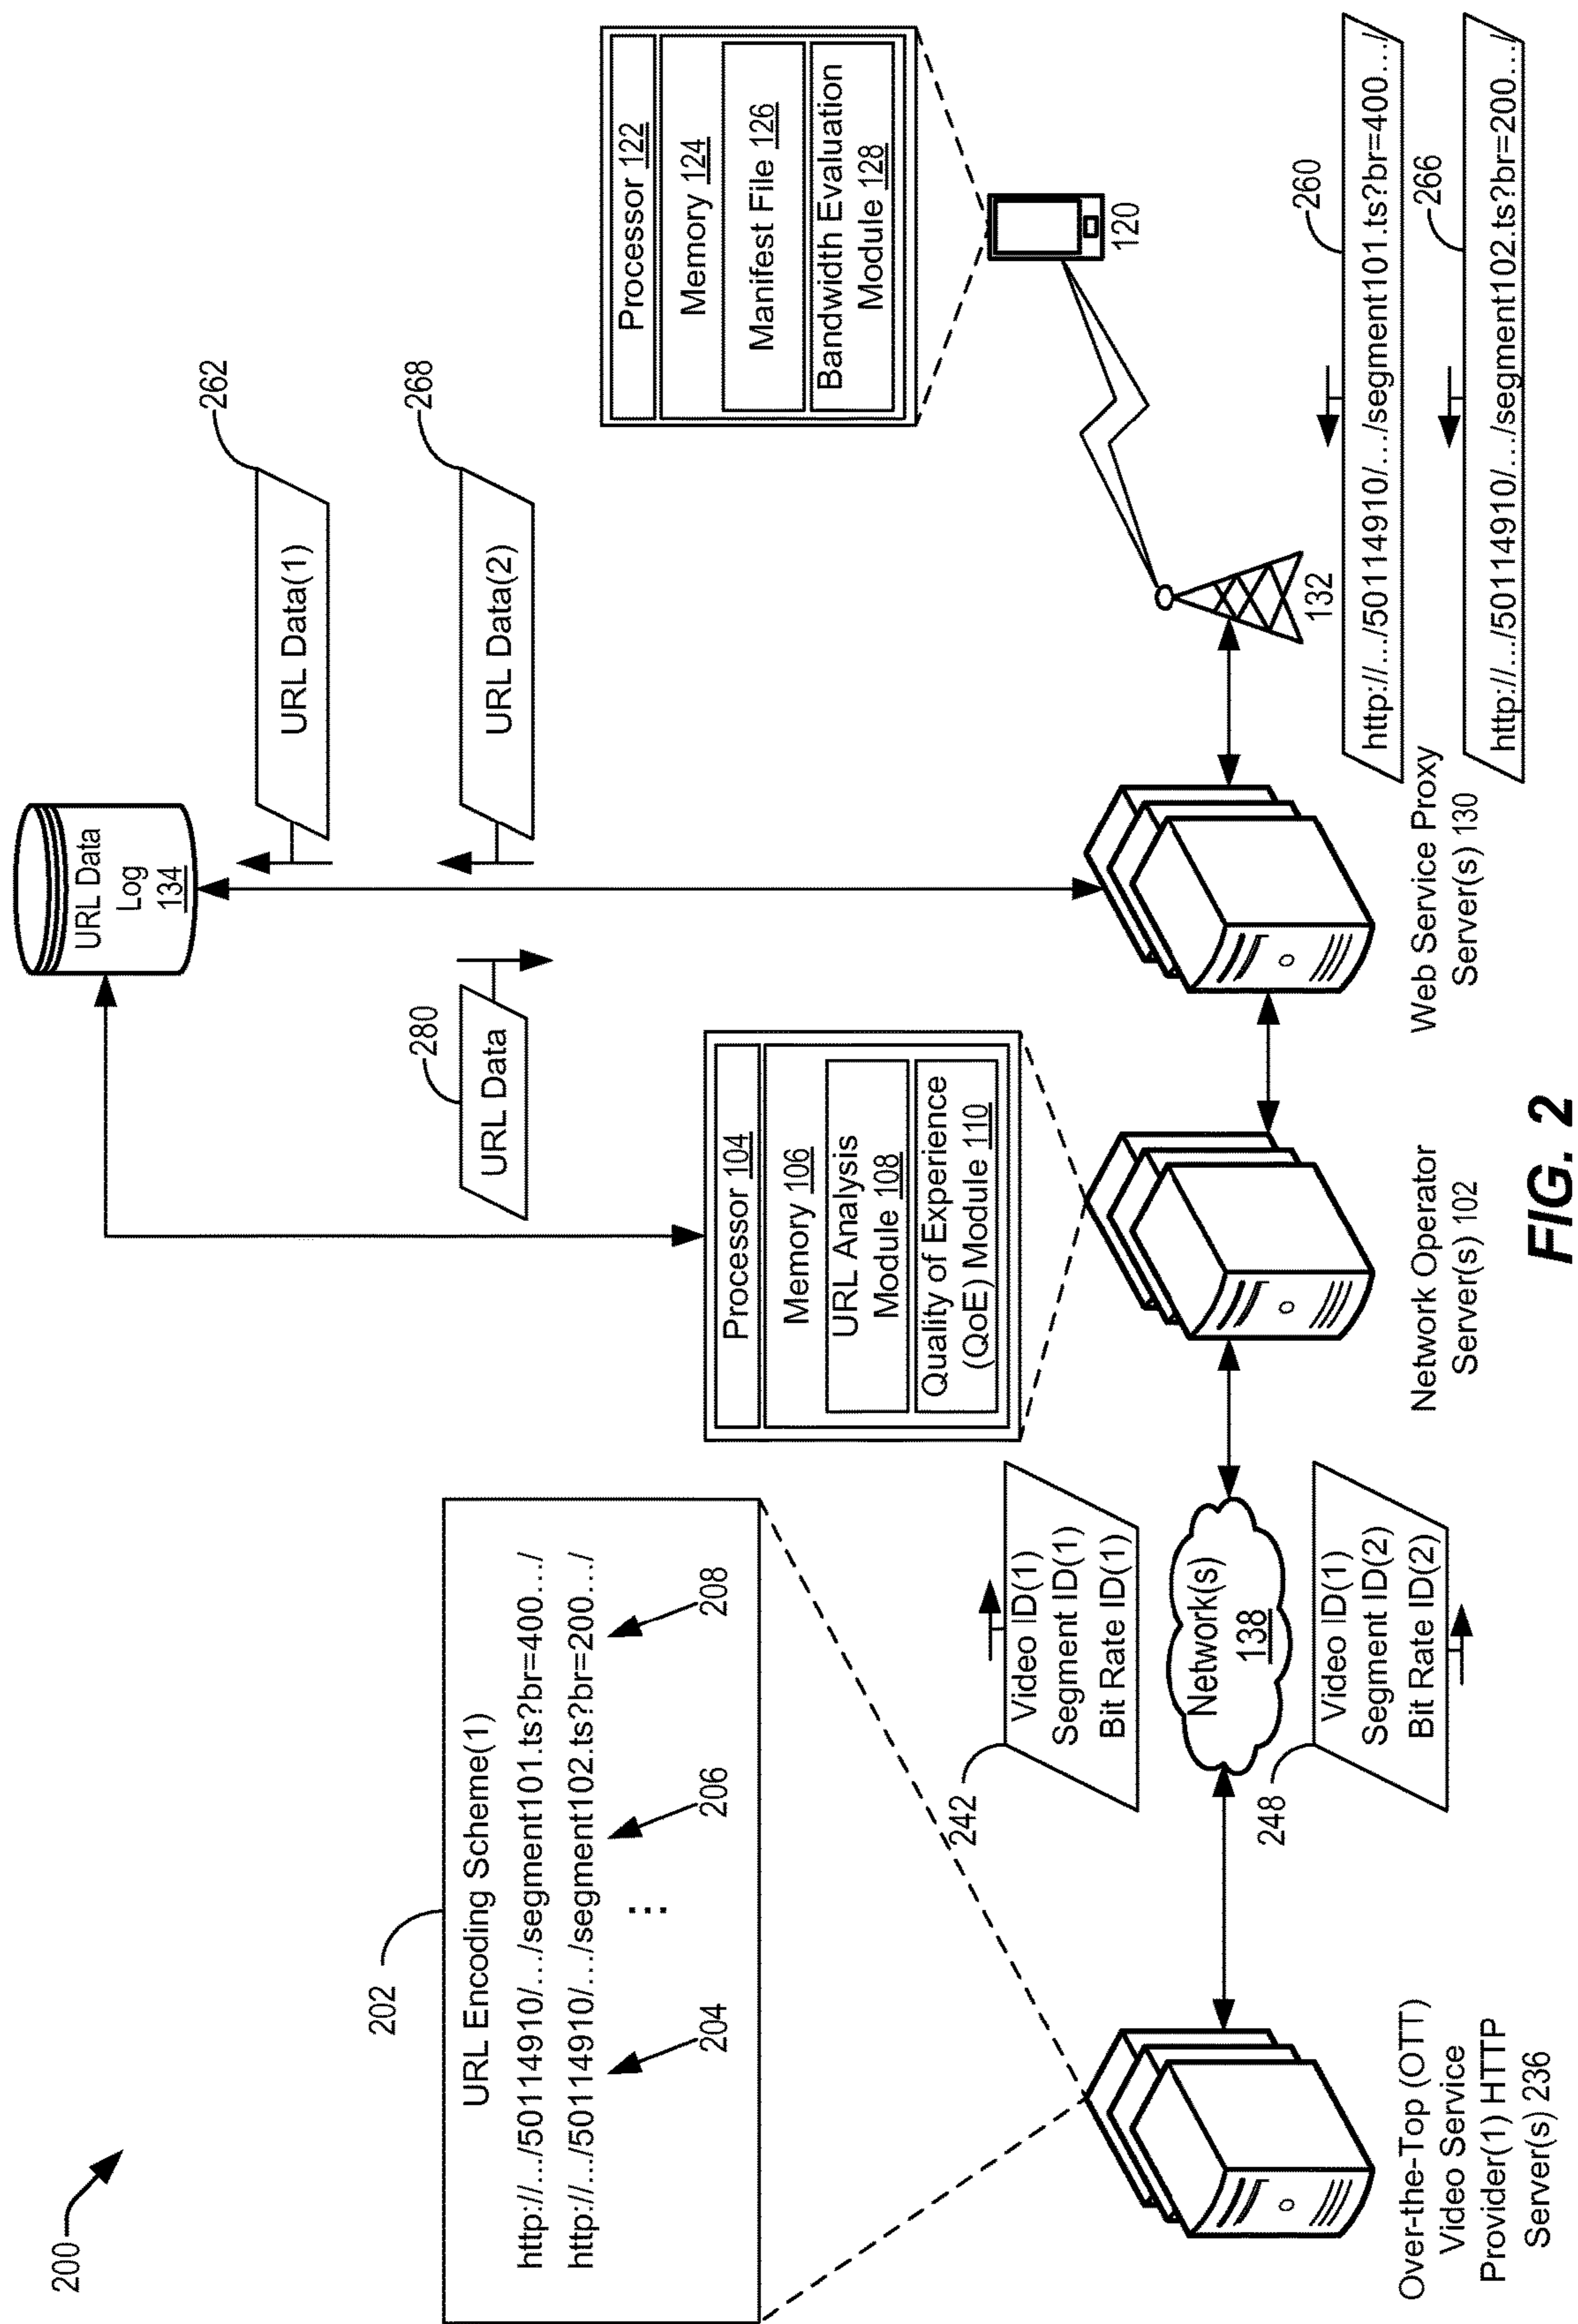 200
202
URL Encoding Scheme(1)
http://.../50114910/.../segment101.ts?br=400.../
http://.../50114910/.../segment102.ts?br=200.../
⋮
204
206
208
URL Data
Log
134
280
URL Data
262
URL Data(1)
268
URL Data(2)
Processor 104
Memory 106
URL Analysis
Module 108
Quality of Experience
(QoE) Module 110
Processor 122
Memory 124
Manifest File 126
Bandwidth Evaluation
Module 128
120
132
242
Video ID(1)
Segment ID(1)
Bit Rate ID(1)
Network(s)
138
248
Video ID(1)
Segment ID(2)
Bit Rate ID(2)
260
http://.../50114910/.../segment101.ts?br=400.../
266
http://.../50114910/.../segment102.ts?br=200.../
Over-the-Top (OTT)
Video Service
Provider(1) HTTP
Server(s) 236
Network Operator
Server(s) 102
Web Service Proxy
Server(s) 130
FIG. 2